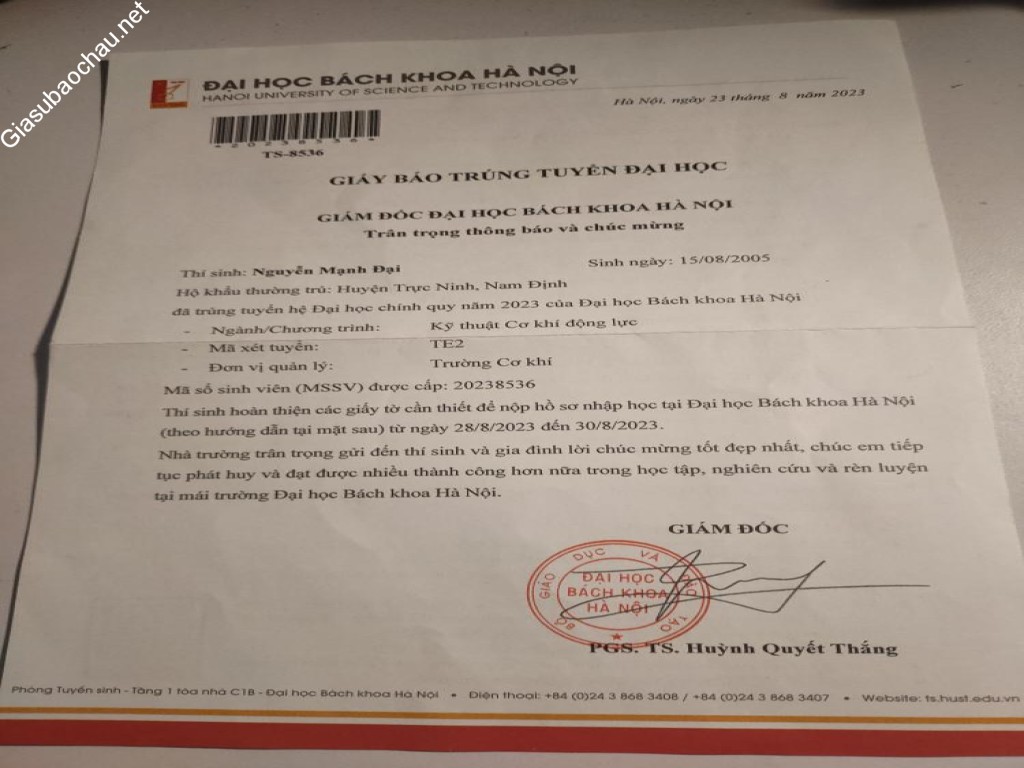 Giasubaochau.net
ĐẠI HỌC BÁCH KHOA HÀ NỘI
HANOI UNIVERSITY OF SCIENCE AND TECHNOLOGY
Hà Nội, ngày 23 tháng 8 năm 2023
TS-8536
GIẤY BÁO TRÚNG TUYỂN ĐẠI HỌC
GIÁM ĐỐC ĐẠI HỌC BÁCH KHOA HÀ NỘI
Trân trọng thông báo và chúc mừng
Thí sinh: Nguyễn Mạnh Đại Sinh ngày: 15/08/2005
Hộ khẩu thường trú: Huyện Trực Ninh, Nam Định
đã trúng tuyển hệ Đại học chính quy năm 2023 của Đại học Bách khoa Hà Nội
- Ngành/Chương trình: Kỹ thuật Cơ khí động lực
- Mã xét tuyển: TE2
- Đơn vị quản lý: Trường Cơ khí
Mã số sinh viên (MSSV) được cấp: 20238536
Thí sinh hoàn thiện các giấy tờ cần thiết để nộp hồ sơ nhập học tại Đại học Bách khoa Hà Nội
(theo hướng dẫn tại mặt sau) từ ngày 28/8/2023 đến 30/8/2023.
Nhà trường trân trọng gửi đến thí sinh và gia đình lời chúc mừng tốt đẹp nhất, chúc em tiếp
tục phát huy và đạt được nhiều thành công hơn nữa trong học tập, nghiên cứu và rèn luyện
tại mái trường Đại học Bách khoa Hà Nội.
GIÁM ĐỐC
BỘ GIÁO DỤC VÀ ĐÀO TẠO
ĐẠI HỌC
BÁCH KHOA
HÀ NỘI
PGS. TS. Huỳnh Quyết Thắng
Phòng Tuyển sinh - Tầng 1 tòa nhà C1B - Đại học Bách khoa Hà Nội • Điện thoại: +84 (0)24 3 868 3408 / +84 (0)24 3 868 3407 • Website: ts.hust.edu.vn